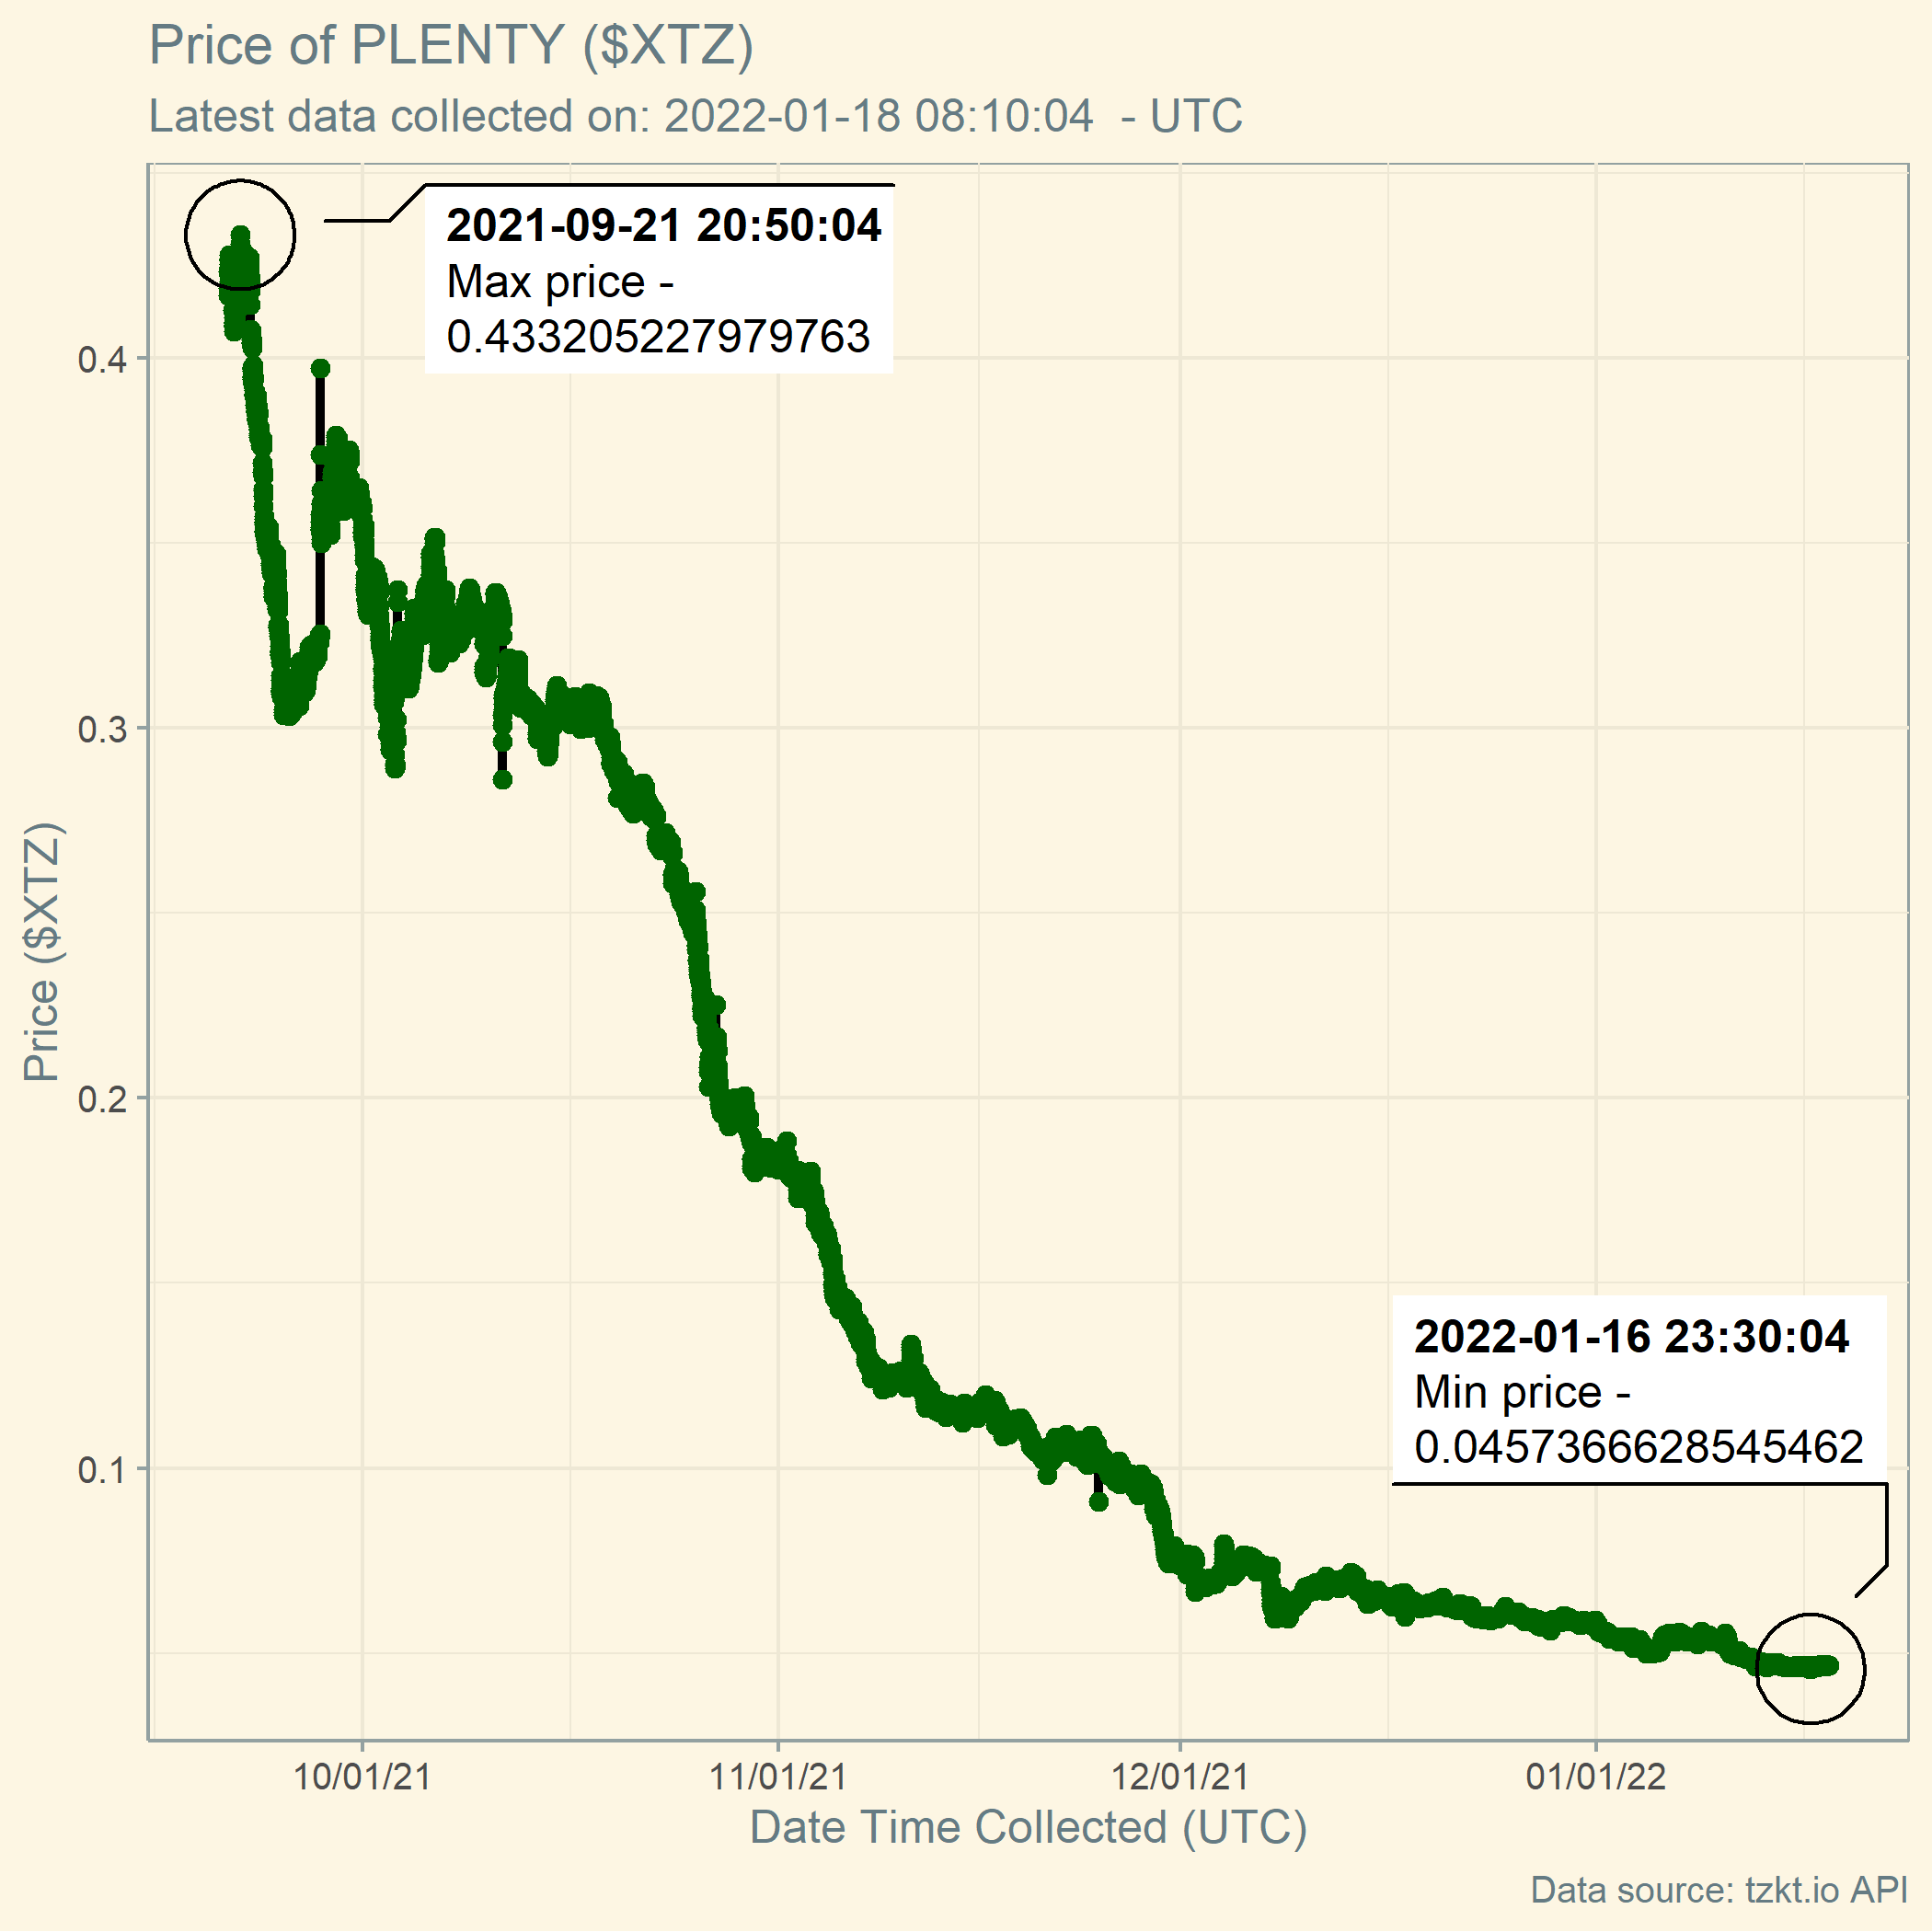 Price of PLENTY ($XTZ)
Latest data collected on: 2022-01-18 08:10:04  - UTC
2021-09-21 20:50:04
Max price -
0.433205227979763
0.4
0.3
0.2
0.1
Price ($XTZ)
2022-01-16 23:30:04
Min price -
0.0457366628545462
10/01/21
11/01/21
12/01/21
01/01/22
Date Time Collected (UTC)
Data source: tzkt.io API